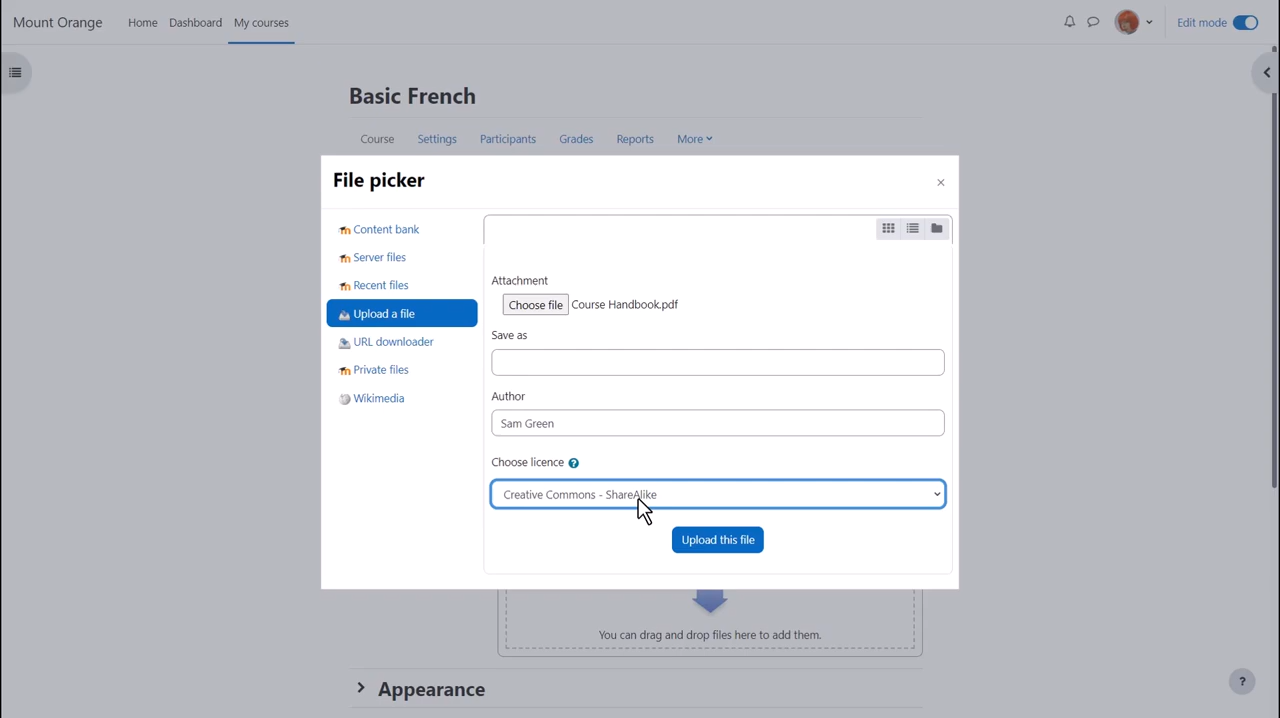 Mount Orange
Home
Dashboard
My courses
Edit mode
Basic French
Course
Settings
Participants
Grades
Reports
More
File picker
×
Content bank
Server files
Recent files
Upload a file
URL downloader
Private files
Wikimedia
Attachment
Choose file Course Handbook.pdf
Save as
Author
Sam Green
Choose licence ?
Creative Commons - ShareAlike
Upload this file
You can drag and drop files here to add them.
Appearance
?